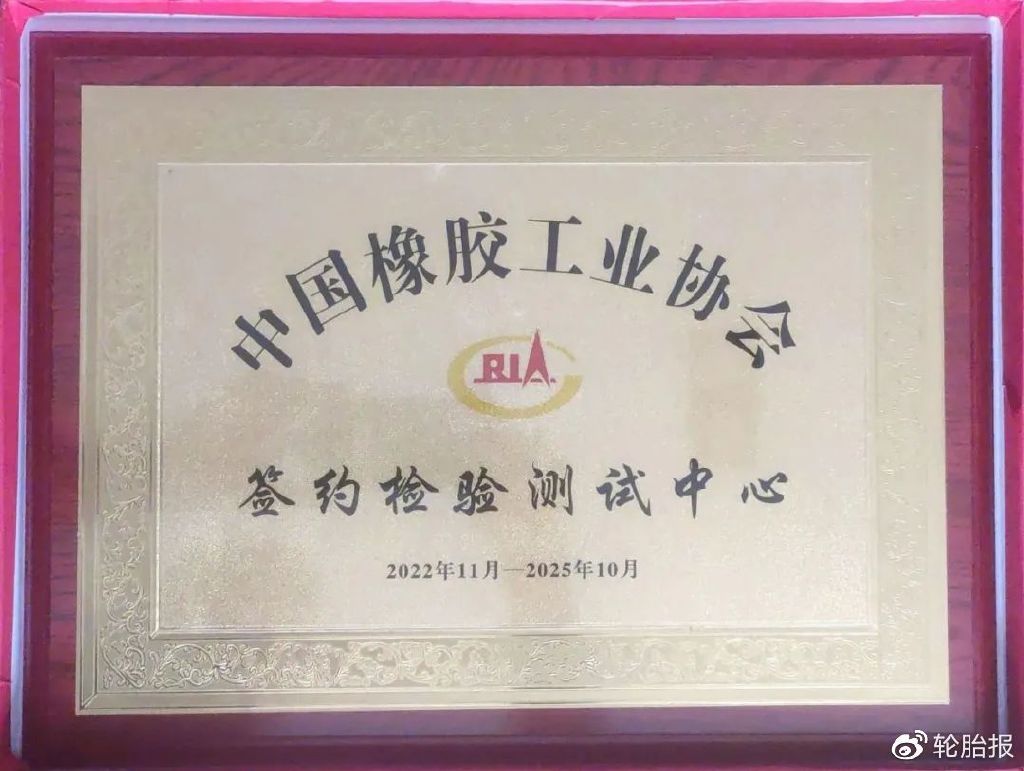 中国橡胶工业协会
RIA
签约检验测试中心
2022年11月—2025年10月
轮胎报